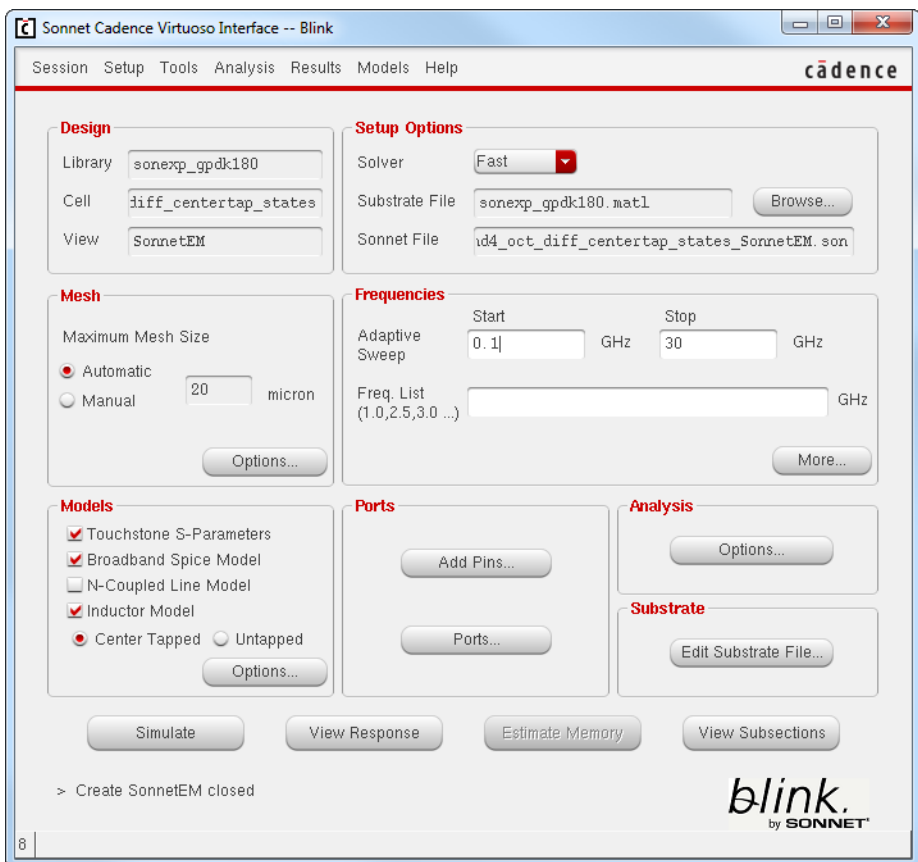 Sonnet Cadence Virtuoso Interface -- Blink
Session Setup Tools Analysis Results Models Help
cādence
Design
Library sonexp_gpdk180
Cell diff_centertap_states
View SonnetEM
Setup Options
Solver Fast
Substrate File sonexp_gpdk180.matl Browse...
Sonnet File nd4_oct_diff_centertap_states_SonnetEM.son
Mesh
Maximum Mesh Size
Automatic
Manual
20 micron
Options...
Frequencies
Start Stop
Adaptive
Sweep
0.1 GHz 30 GHz
Freq. List
(1.0,2.5,3.0 ...)
GHz
More...
Models
Touchstone S-Parameters
Broadband Spice Model
N-Coupled Line Model
Inductor Model
Center Tapped Untapped
Options...
Ports
Add Pins...
Ports...
Analysis
Options...
Substrate
Edit Substrate File...
Simulate View Response Estimate Memory View Subsections
> Create SonnetEM closed
blink.
by SONNET
8